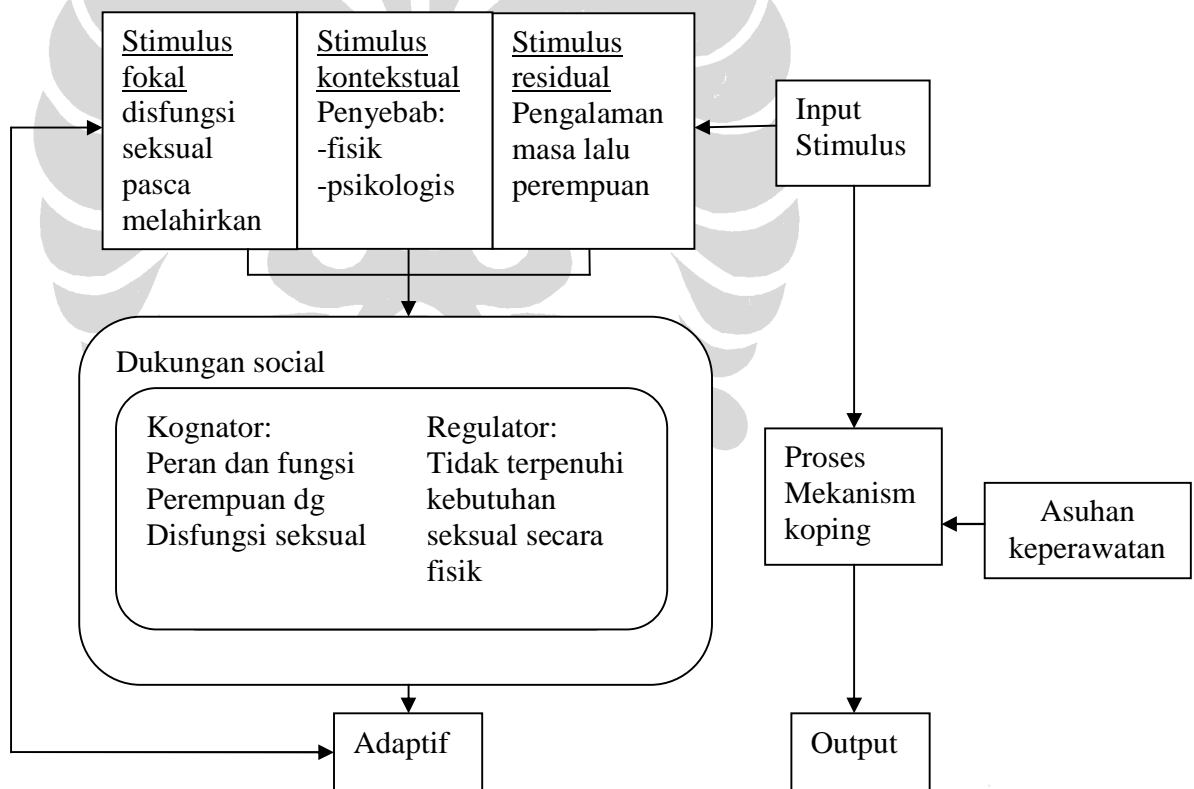 Stimulus
fokal
disfungsi
seksual
pasca
melahirkan
Stimulus
kontekstual
Penyebab:
-fisik
-psikologis
Stimulus
residual
Pengalaman
masa lalu
perempuan
Input
Stimulus
Dukungan social
Kognator:
Peran dan fungsi
Perempuan dg
Disfungsi seksual
Regulator:
Tidak terpenuhi
kebutuhan
seksual secara
fisik
Proses
Mekanism
koping
Asuhan
keperawatan
Adaptif
Output